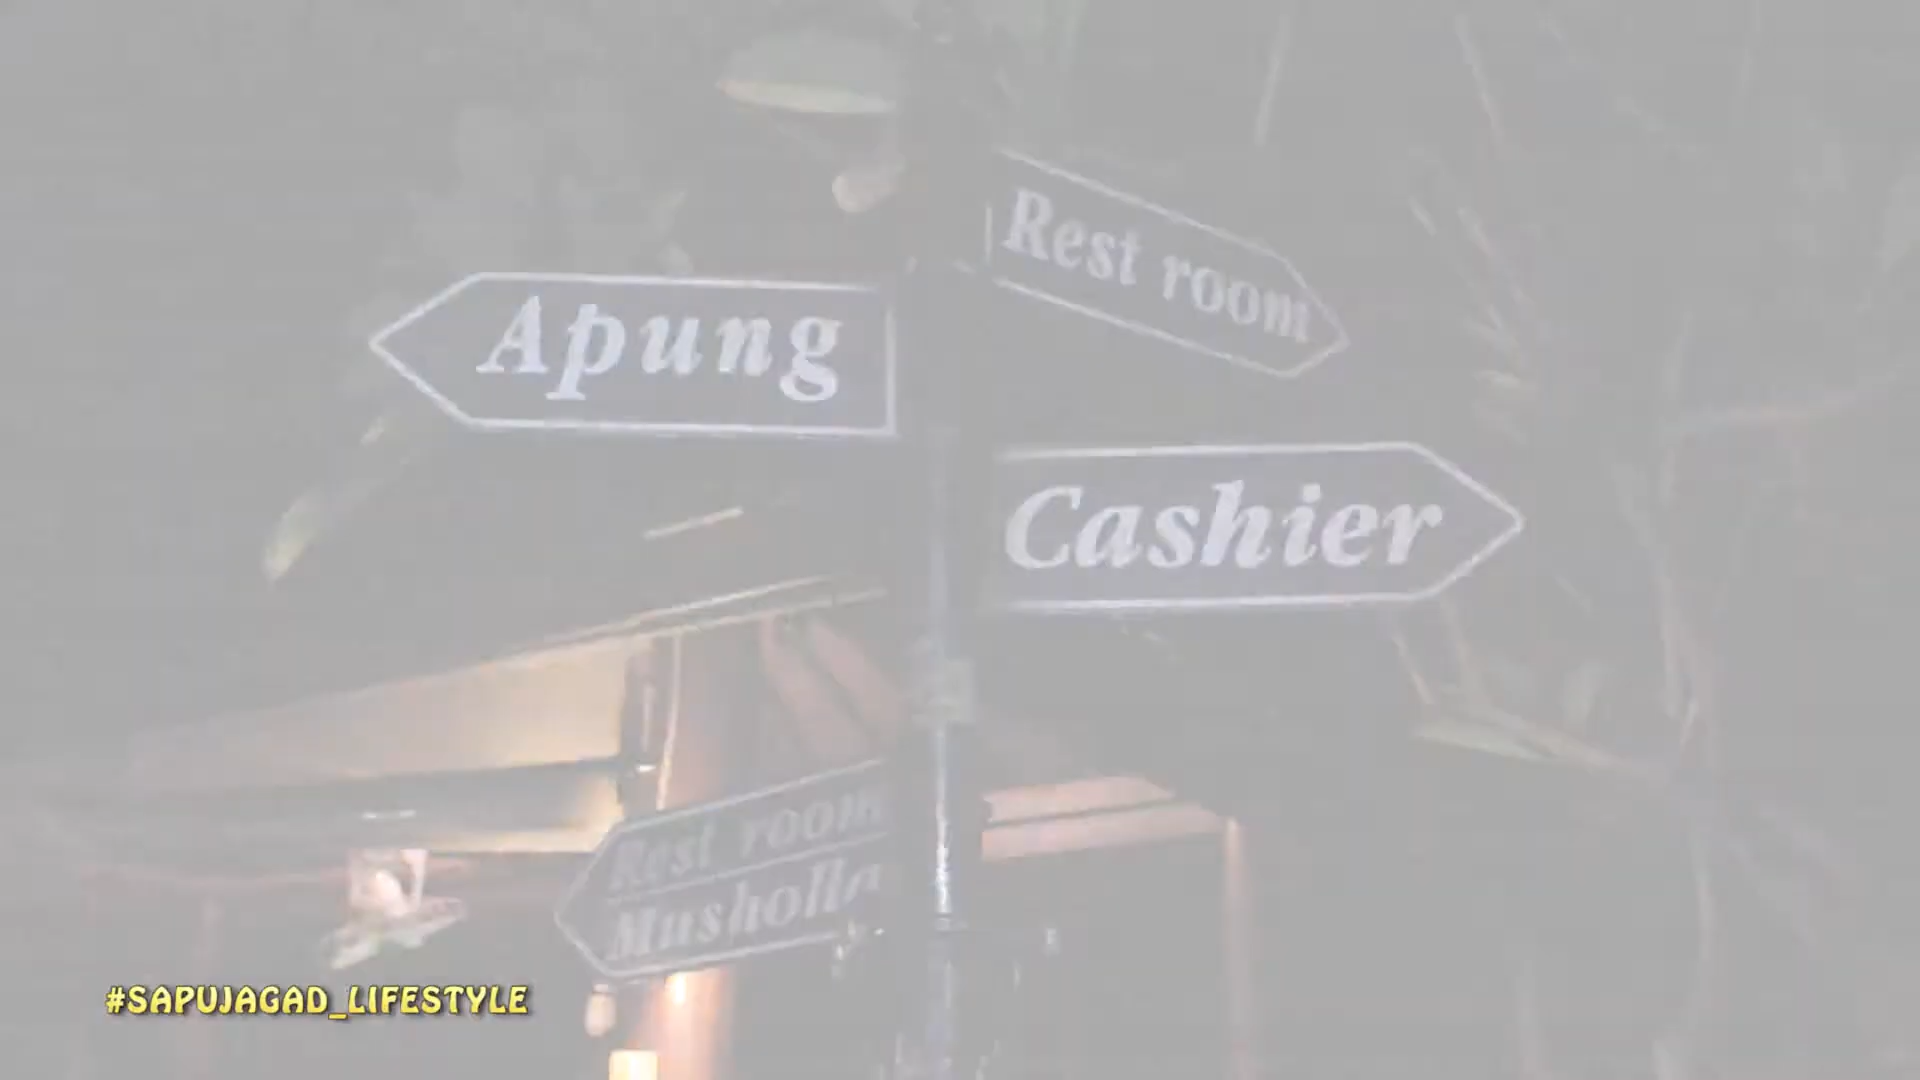 Rest room
Apung
Cashier
Rest room
Musholla
#SAPUJAGAD_LIFESTYLE